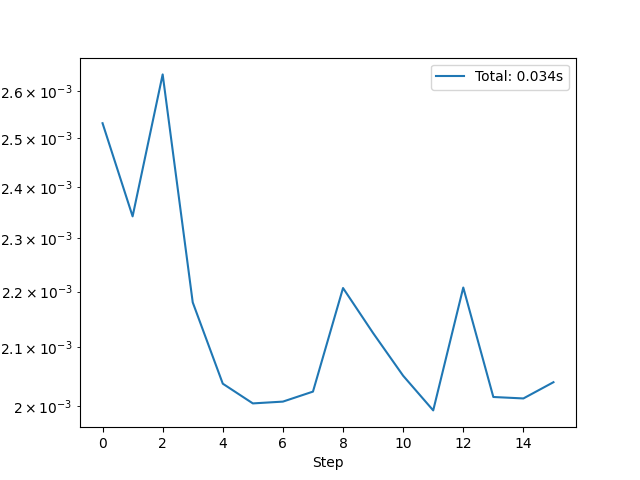 Total: 0.034s
2.6 × 10⁻³
2.5 × 10⁻³
2.4 × 10⁻³
2.3 × 10⁻³
2.2 × 10⁻³
2.1 × 10⁻³
2 × 10⁻³
0 2 4 6 8 10 12 14
Step